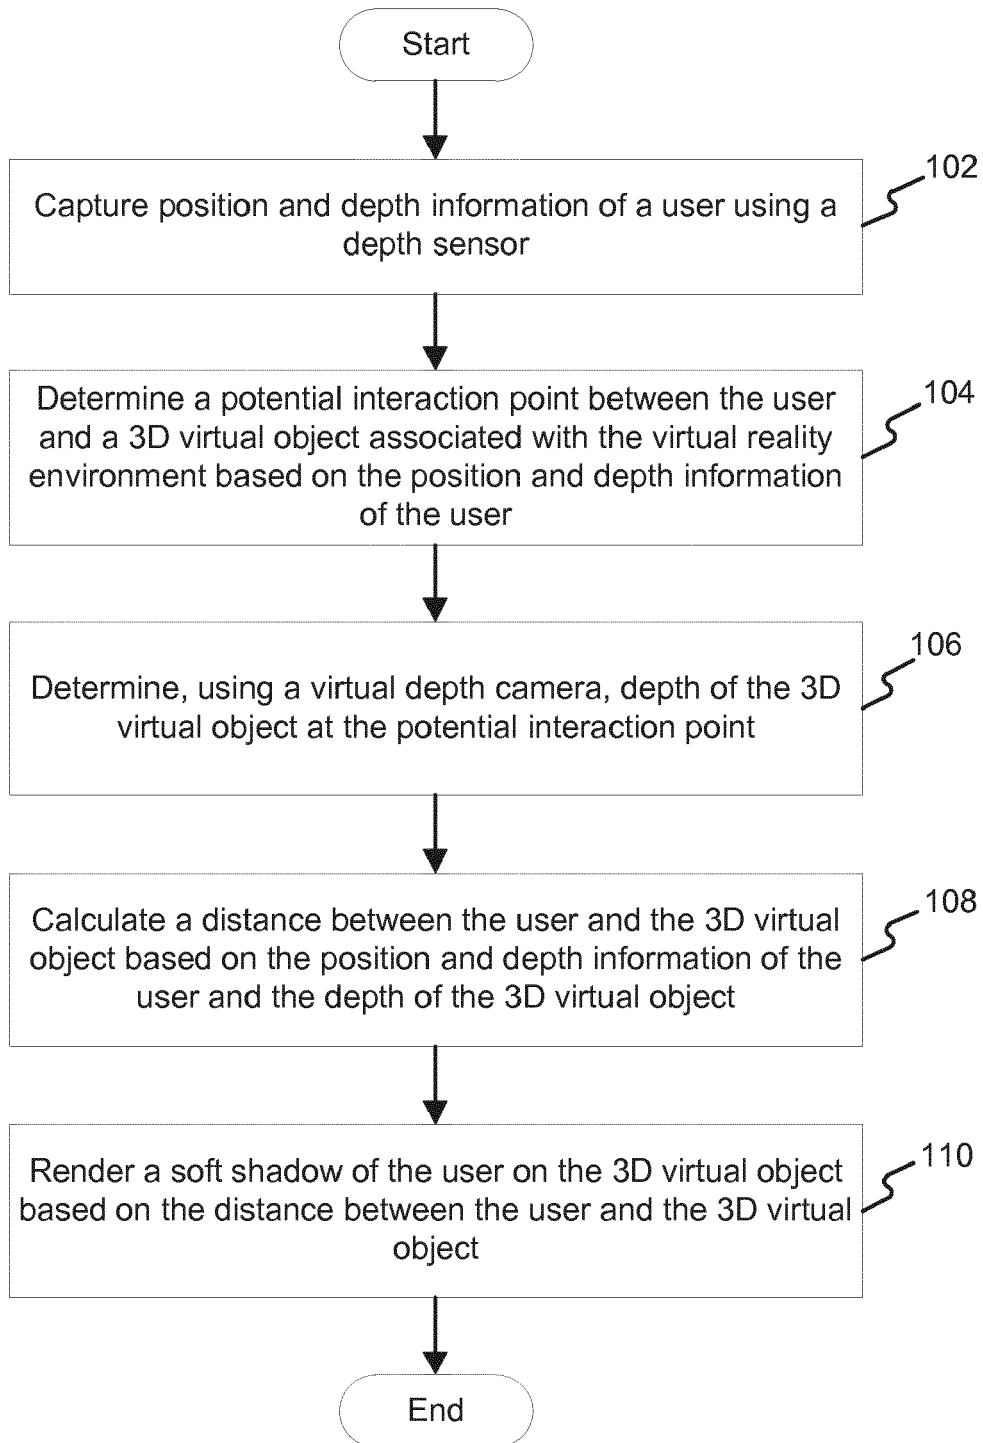 Start
102
Capture position and depth information of a user using a
depth sensor
104
Determine a potential interaction point between the user
and a 3D virtual object associated with the virtual reality
environment based on the position and depth information
of the user
106
Determine, using a virtual depth camera, depth of the 3D
virtual object at the potential interaction point
108
Calculate a distance between the user and the 3D virtual
object based on the position and depth information of the
user and the depth of the 3D virtual object
110
Render a soft shadow of the user on the 3D virtual object
based on the distance between the user and the 3D virtual
object
End